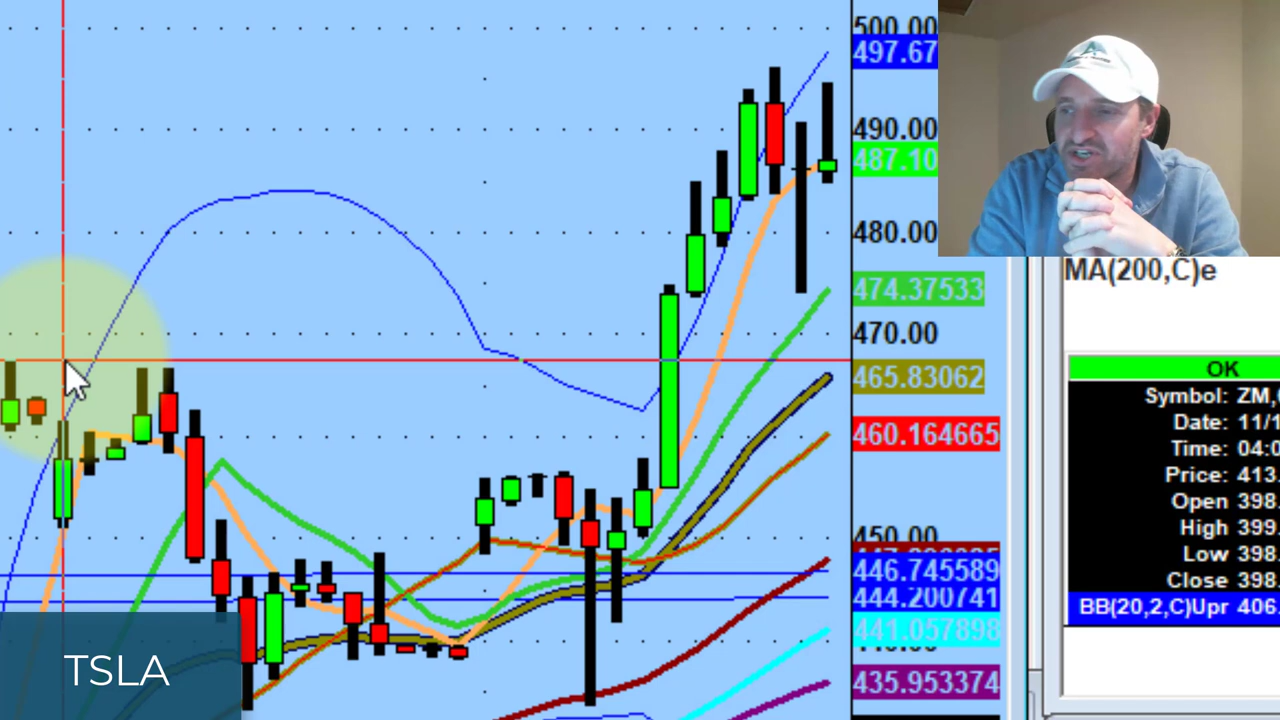 500.00
497.67
490.00
487.10
480.00
474.37533
470.00
465.83062
460.164665
450.00
446.745589
444.200741
441.057898
435.953374
MA(200,C)e
OK
Symbol: ZM,
Date: 11/1
Time: 04:0
Price: 413.
Open 398.
High 399.
Low 398.
Close 398.
BB(20,2,C)Upr 406.
TSLA